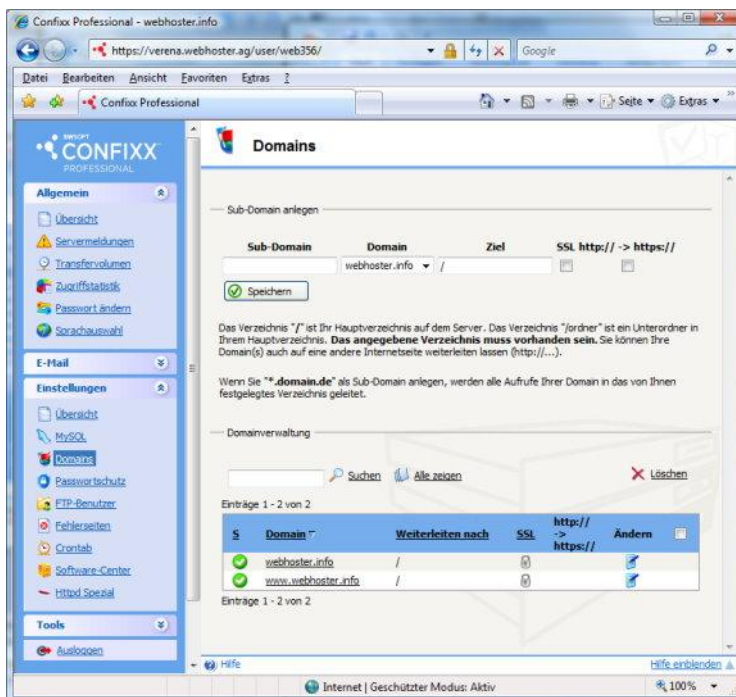 Confixx Professional - webhoster.info
https://verena.webhoster.ag/user/web356/
Google
Datei Bearbeiten Ansicht Favoriten Extras ?
Confixx Professional
Seite Extras »
SWSOFT
CONFIXX
PROFESSIONAL
Allgemein
Übersicht
Servermeldungen
Transfervolumen
Zugriffstatistik
Passwort ändern
Sprachauswahl
E-Mail
Einstellungen
Übersicht
MySQL
Domains
Passwortschutz
FTP-Benutzer
Fehlerseiten
Crontab
Software-Center
Httpd Spezial
Tools
Ausloggen
Domains
Sub-Domain anlegen
Sub-Domain Domain Ziel SSL http:// -> https://
webhoster.info /
Speichern
Das Verzeichnis "/" ist Ihr Hauptverzeichnis auf dem Server. Das Verzeichnis "/ordner" ist ein Unterordner in
Ihrem Hauptverzeichnis. Das angegebene Verzeichnis muss vorhanden sein. Sie können Ihre
Domain(s) auch auf eine andere Internetseite weiterleiten lassen (http://...).
Wenn Sie "*.domain.de" als Sub-Domain anlegen, werden alle Aufrufe Ihrer Domain in das von Ihnen
festgelegtes Verzeichnis geleitet.
Domainverwaltung
Suchen Alle zeigen Löschen
Einträge 1 - 2 von 2
S Domain Weiterleiten nach SSL http:// -> https:// Ändern
webhoster.info /
www.webhoster.info /
Einträge 1 - 2 von 2
Hilfe Hilfe einblenden
Internet | Geschützter Modus: Aktiv 100%